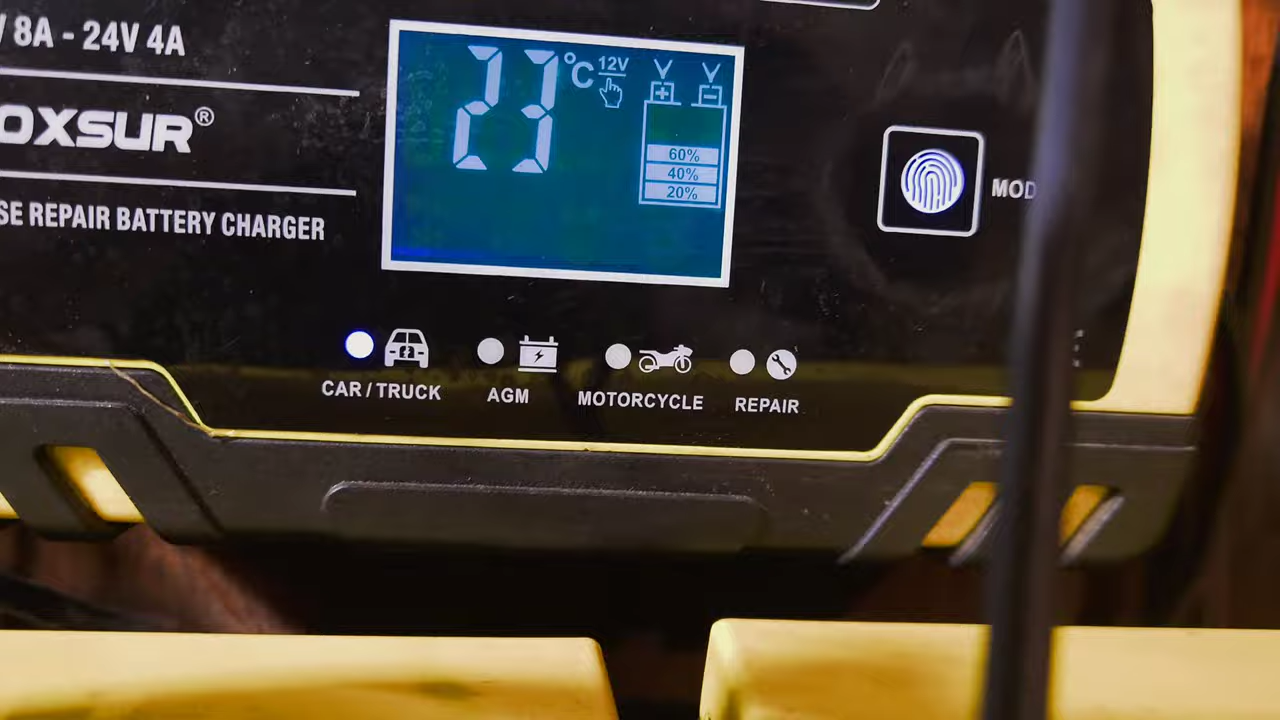 / 8A - 24V 4A
OXSUR®
SE REPAIR BATTERY CHARGER
23 °C 12V
+ −
60%
40%
20%
MOD
CAR / TRUCK
AGM
MOTORCYCLE
REPAIR